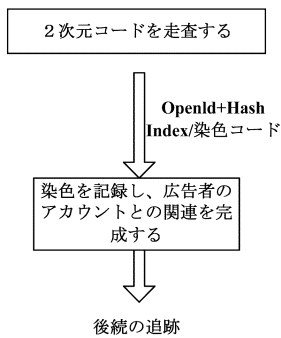 ２次元コードを走査する
OpenId+Hash
Index/染色コード
染色を記録し、広告者の
アカウントとの関連を完
成する
後続の追跡